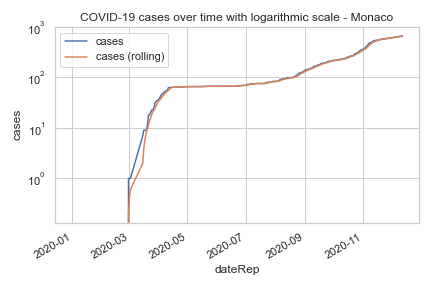 COVID-19 cases over time with logarithmic scale - Monaco
cases
cases (rolling)
10³
10²
10¹
10⁰
cases
2020-01
2020-03
2020-05
2020-07
2020-09
2020-11
dateRep